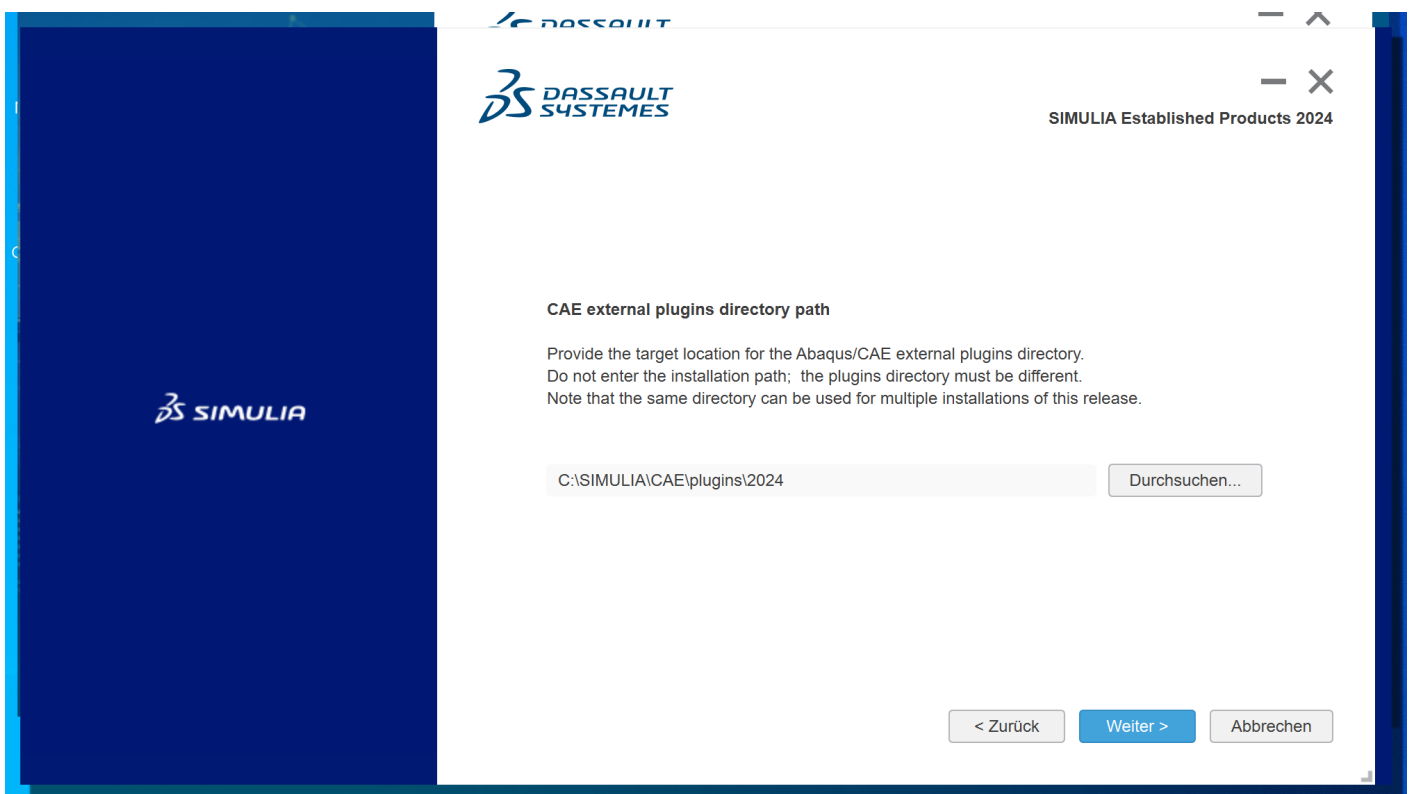 DASSAULT
DASSAULT
SYSTEMES
SIMULIA Established Products 2024
CAE external plugins directory path
Provide the target location for the Abaqus/CAE external plugins directory.
Do not enter the installation path;  the plugins directory must be different.
Note that the same directory can be used for multiple installations of this release.
SIMULIA
C:\SIMULIA\CAE\plugins\2024
Durchsuchen...
< Zurück
Weiter >
Abbrechen